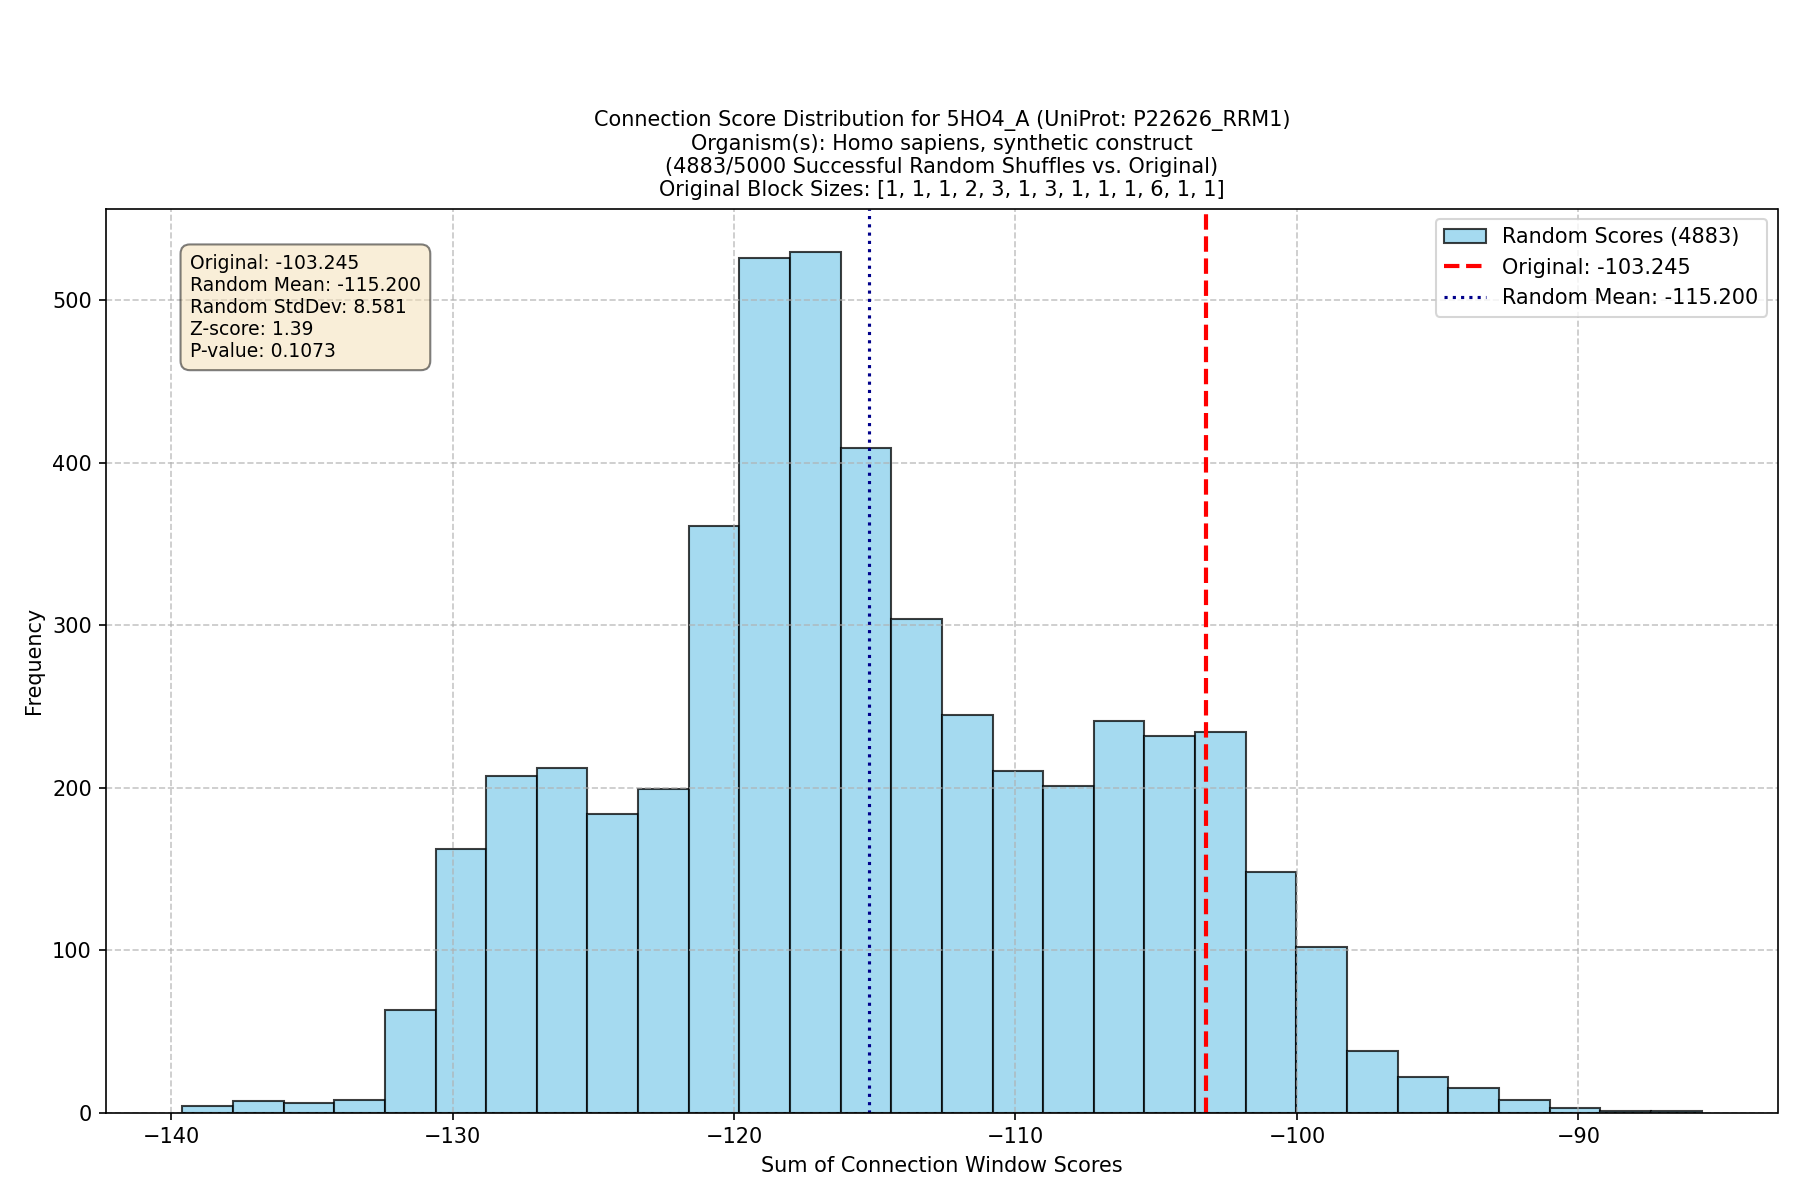 Connection Score Distribution for 5HO4_A (UniProt: P22626_RRM1)
Organism(s): Homo sapiens, synthetic construct
(4883/5000 Successful Random Shuffles vs. Original)
Original Block Sizes: [1, 1, 1, 2, 3, 1, 3, 1, 1, 1, 6, 1, 1]
Original: -103.245
Random Mean: -115.200
Random StdDev: 8.581
Z-score: 1.39
P-value: 0.1073
Random Scores (4883)
Original: -103.245
Random Mean: -115.200
Frequency
500
400
300
200
100
0
−140
−130
−120
−110
−100
−90
Sum of Connection Window Scores